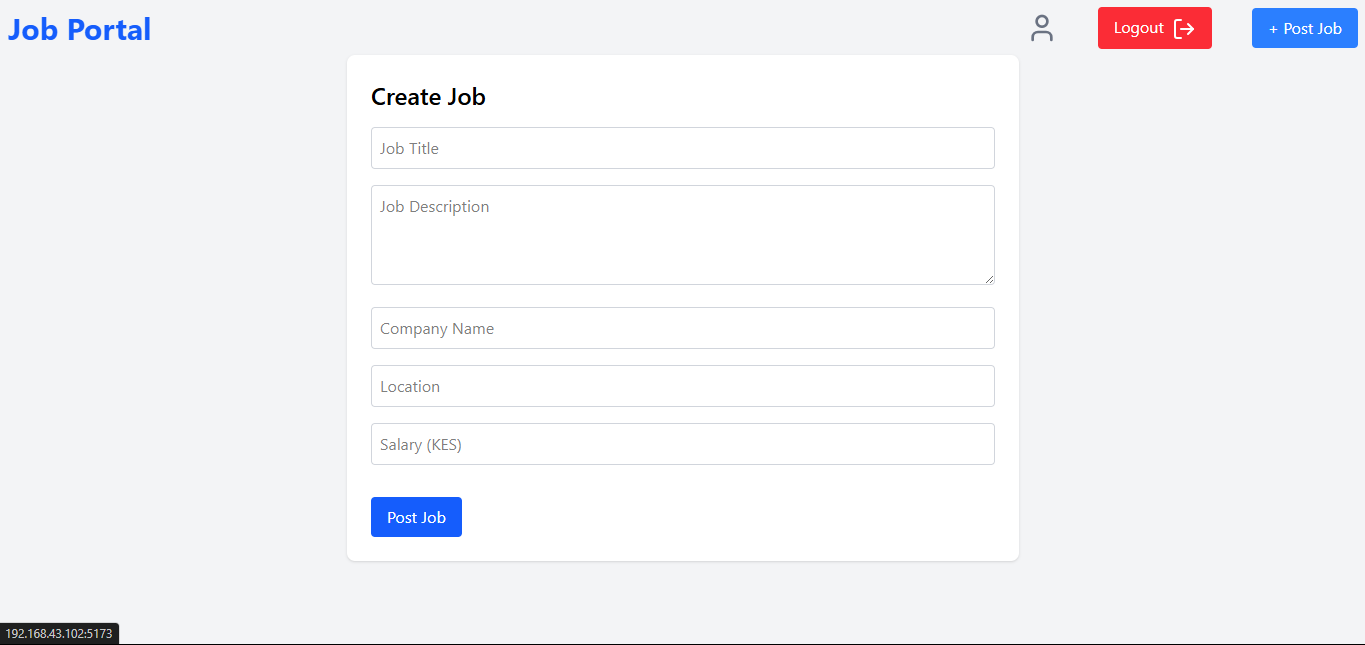 Job Portal
Logout
+ Post Job
Create Job
Job Title
Job Description
Company Name
Location
Salary (KES)
Post Job
192.168.43.102:5173